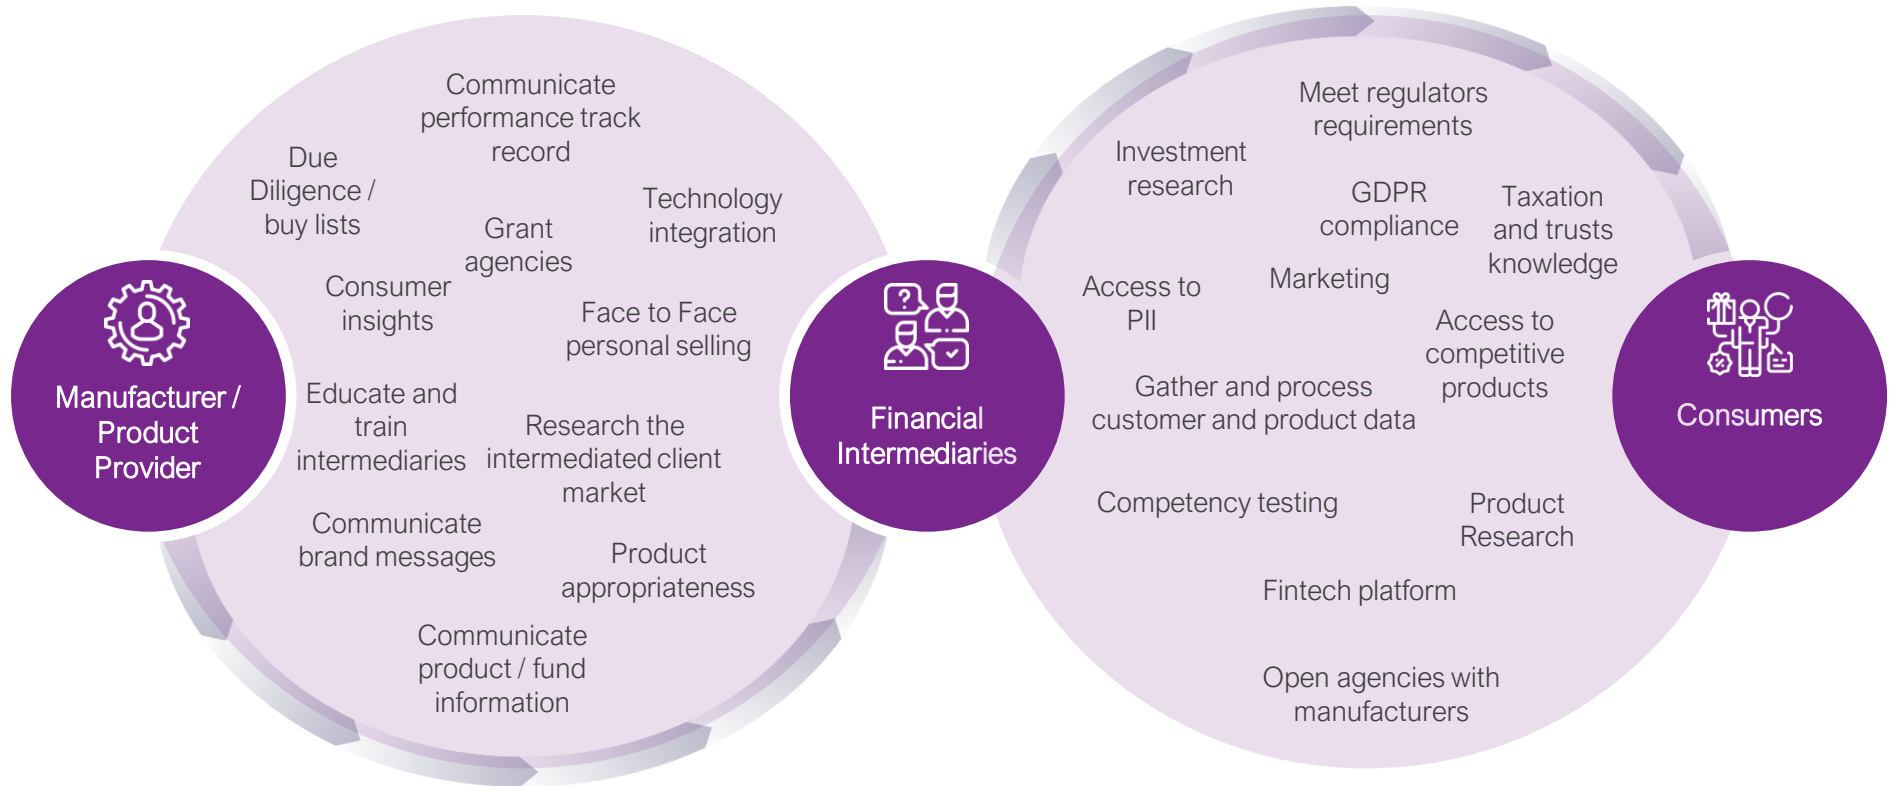 Communicate
performance track
record
Due
Diligence /
buy lists
Technology
integration
Grant
agencies
Consumer
insights
Face to Face
personal selling
Manufacturer /
Product
Provider
Educate and
train
intermediaries
Research the
intermediated client
market
Communicate
brand messages
Product
appropriateness
Communicate
product / fund
information
Financial
Intermediaries
Meet regulators
requirements
Investment
research
GDPR
compliance
Taxation
and trusts
knowledge
Marketing
Access to
PII
Access to
competitive
products
Gather and process
customer and product data
Competency testing
Product
Research
Fintech platform
Open agencies with
manufacturers
Consumers